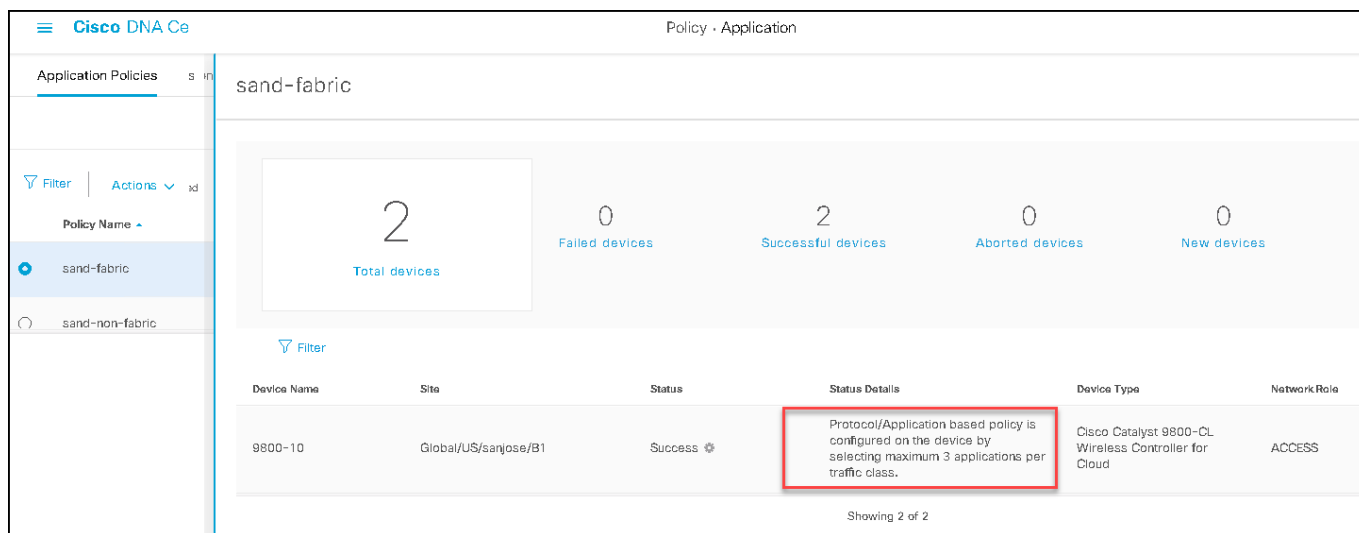 Cisco DNA Ce
Policy · Application
Application Policies
sand-fabric
Filter
Actions
Policy Name
sand-fabric
sand-non-fabric
2
Total devices
0
Failed devices
2
Successful devices
0
Aborted devices
0
New devices
Filter
Device Name Site Status Status Details Device Type Network Role
9800-10 Global/US/sanjose/B1 Success
Protocol/Application based policy is
configured on the device by
selecting maximum 3 applications per
traffic class.
Cisco Catalyst 9800-CL
Wireless Controller for
Cloud
ACCESS
Showing 2 of 2